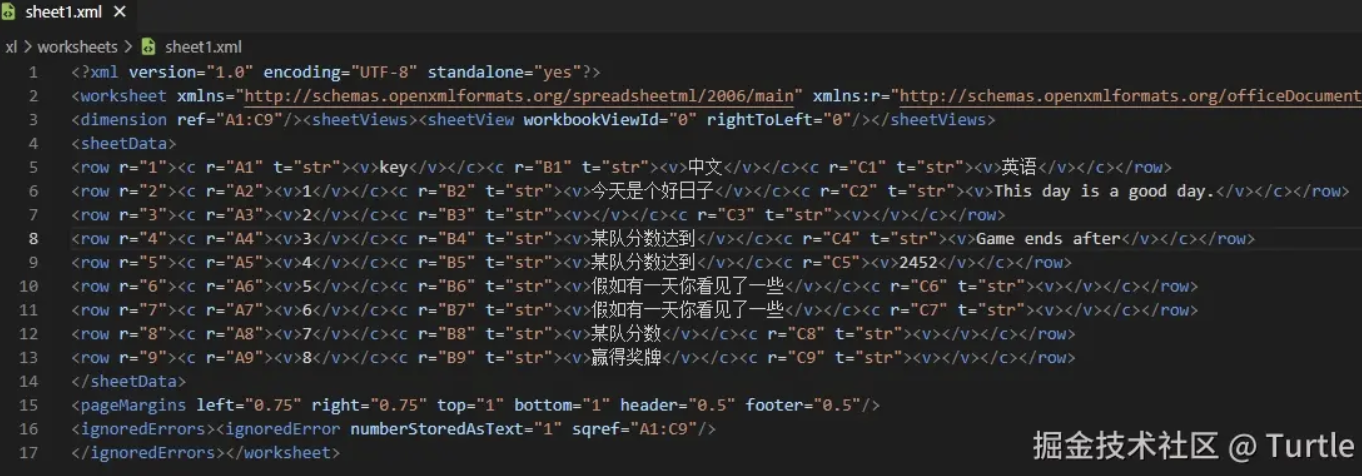 sheet1.xml ×
xl > worksheets > sheet1.xml
1 <?xml version="1.0" encoding="UTF-8" standalone="yes"?>
2 <worksheet xmlns="http://schemas.openxmlformats.org/spreadsheetml/2006/main" xmlns:r="http://schemas.openxmlformats.org/officeDocument
3 <dimension ref="A1:C9"/><sheetViews><sheetView workbookViewId="0" rightToLeft="0"/></sheetViews>
4 <sheetData>
5 <row r="1"><c r="A1" t="str"><v>key</v></c><c r="B1" t="str"><v>中文</v></c><c r="C1" t="str"><v>英语</v></c></row>
6 <row r="2"><c r="A2"><v>1</v></c><c r="B2" t="str"><v>今天是个好日子</v></c><c r="C2" t="str"><v>This day is a good day.</v></c></row>
7 <row r="3"><c r="A3"><v>2</v></c><c r="B3" t="str"><v></v></c><c r="C3" t="str"><v></v></c></row>
8 <row r="4"><c r="A4"><v>3</v></c><c r="B4" t="str"><v>某队分数达到</v></c><c r="C4" t="str"><v>Game ends after</v></c></row>
9 <row r="5"><c r="A5"><v>4</v></c><c r="B5" t="str"><v>某队分数达到</v></c><c r="C5"><v>2452</v></c></row>
10 <row r="6"><c r="A6"><v>5</v></c><c r="B6" t="str"><v>假如有一天你看见了一些</v></c><c r="C6" t="str"><v></v></c></row>
11 <row r="7"><c r="A7"><v>6</v></c><c r="B7" t="str"><v>假如有一天你看见了一些</v></c><c r="C7" t="str"><v></v></c></row>
12 <row r="8"><c r="A8"><v>7</v></c><c r="B8" t="str"><v>某队分数</v></c><c r="C8" t="str"><v></v></c></row>
13 <row r="9"><c r="A9"><v>8</v></c><c r="B9" t="str"><v>赢得奖牌</v></c><c r="C9" t="str"><v></v></c></row>
14 </sheetData>
15 <pageMargins left="0.75" right="0.75" top="1" bottom="1" header="0.5" footer="0.5"/>
16 <ignoredErrors><ignoredError numberStoredAsText="1" sqref="A1:C9"/>
17 </ignoredErrors></worksheet>
掘金技术社区 @ Turtle